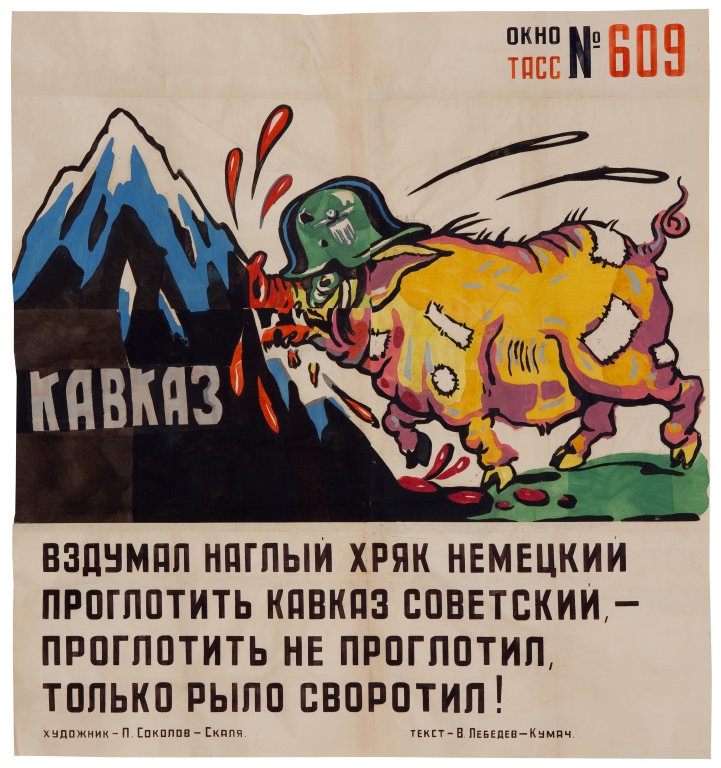 ОКНО
ТАСС № 609
КАВКАЗ
ВЗДУМАЛ НАГЛЫЙ ХРЯК НЕМЕЦКИЙ
ПРОГЛОТИТЬ КАВКАЗ СОВЕТСКИЙ, —
ПРОГЛОТИТЬ НЕ ПРОГЛОТИЛ,
ТОЛЬКО РЫЛО СВОРОТИЛ!
ХУДОЖНИК – П. СОКОЛОВ – СКАЛЯ.
ТЕКСТ – В. ЛЕБЕДЕВ – КУМАЧ.